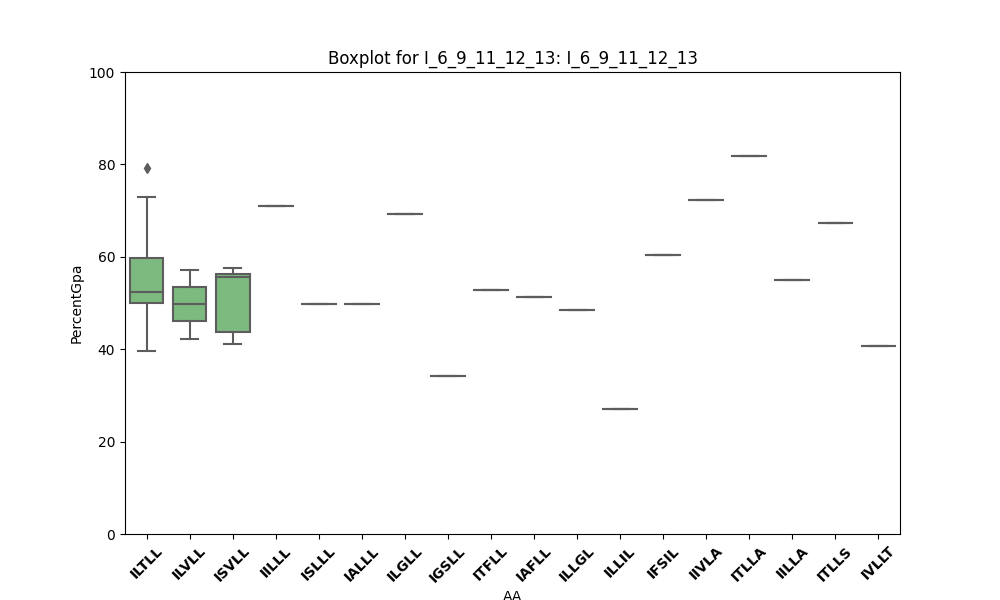 Boxplot for I_6_9_11_12_13: I_6_9_11_12_13
100
80
60
40
20
0
PercentGpa
ILTLL
ILVLL
ISVLL
IILLL
ISLLL
IALLL
ILGLL
IGSLL
ITFLL
IAFLL
ILLGL
ILLIL
IFSIL
IIVLA
ITLLA
IILLA
ITLLS
IVLLT
AA